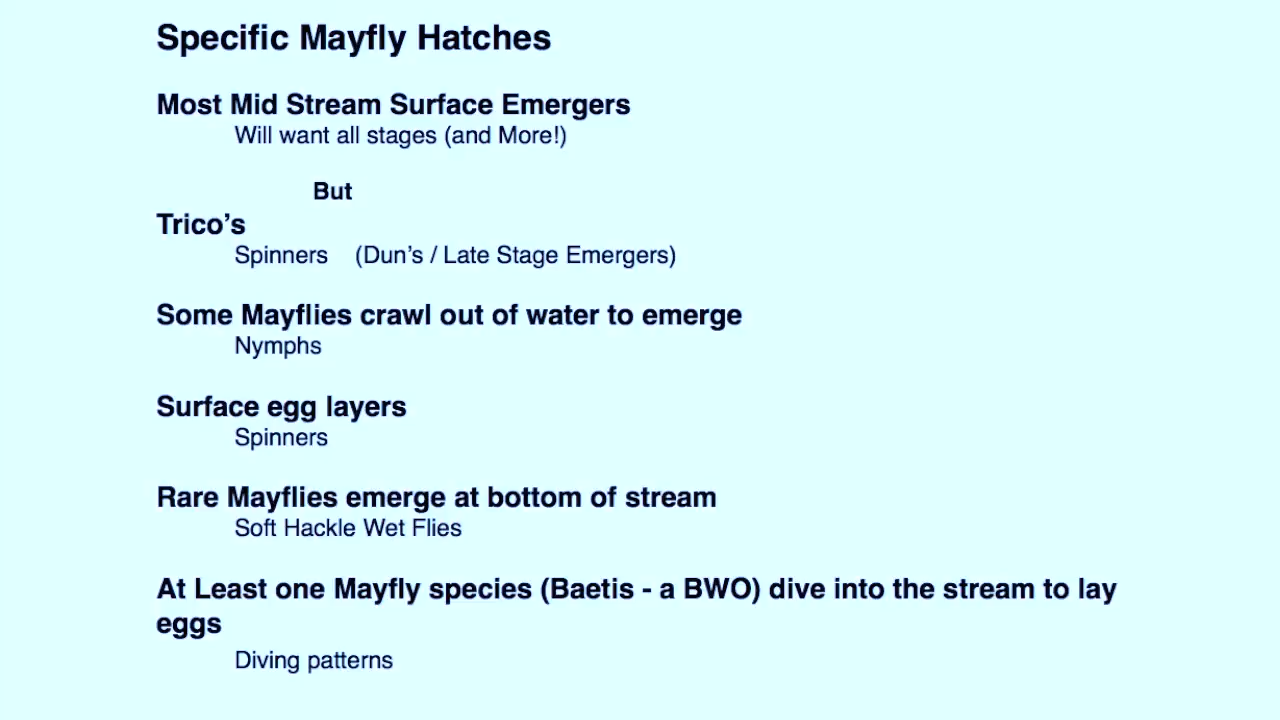 Specific Mayfly Hatches
Most Mid Stream Surface Emergers
Will want all stages (and More!)
But
Trico’s
Spinners    (Dun’s / Late Stage Emergers)
Some Mayflies crawl out of water to emerge
Nymphs
Surface egg layers
Spinners
Rare Mayflies emerge at bottom of stream
Soft Hackle Wet Flies
At Least one Mayfly species (Baetis - a BWO) dive into the stream to lay
eggs
Diving patterns